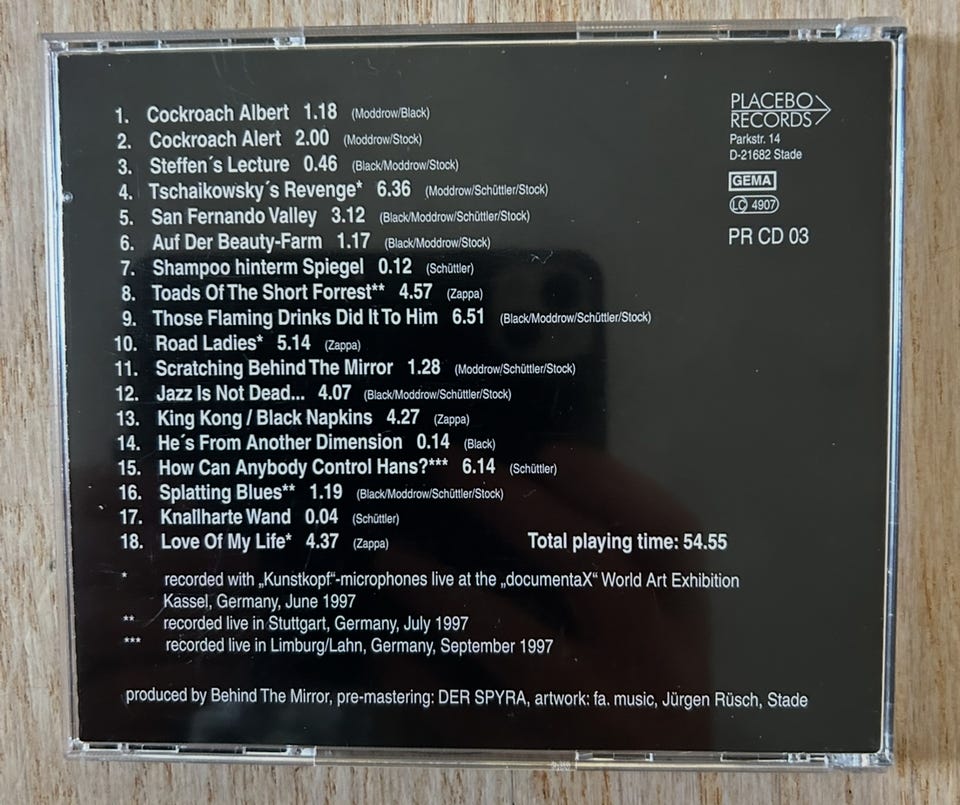 1. Cockroach Albert 1.18 (Moddrow/Black)
2. Cockroach Alert 2.00 (Moddrow/Stock)
3. Steffen´s Lecture 0.46 (Black/Moddrow/Stock)
4. Tschaikowsky´s Revenge* 6.36 (Moddrow/Schüttler/Stock)
5. San Fernando Valley 3.12 (Black/Moddrow/Schüttler/Stock)
6. Auf Der Beauty-Farm 1.17 (Black/Moddrow/Stock)
7. Shampoo hinterm Spiegel 0.12 (Schüttler)
8. Toads Of The Short Forrest** 4.57 (Zappa)
9. Those Flaming Drinks Did It To Him 6.51 (Black/Moddrow/Schüttler/Stock)
10. Road Ladies* 5.14 (Zappa)
11. Scratching Behind The Mirror 1.28 (Moddrow/Schüttler/Stock)
12. Jazz Is Not Dead... 4.07 (Black/Moddrow/Schüttler/Stock)
13. King Kong / Black Napkins 4.27 (Zappa)
14. He´s From Another Dimension 0.14 (Black)
15. How Can Anybody Control Hans?*** 6.14 (Schüttler)
16. Splatting Blues** 1.19 (Black/Moddrow/Schüttler/Stock)
17. Knallharte Wand 0.04 (Schüttler)
18. Love Of My Life* 4.37 (Zappa)
Total playing time: 54.55
PLACEBO
RECORDS
Parkstr. 14
D-21682 Stade
GEMA
LC 4907
PR CD 03
* recorded with „Kunstkopf“-microphones live at the „documentaX“ World Art Exhibition
Kassel, Germany, June 1997
** recorded live in Stuttgart, Germany, July 1997
*** recorded live in Limburg/Lahn, Germany, September 1997
produced by Behind The Mirror, pre-mastering: DER SPYRA, artwork: fa. music, Jürgen Rüsch, Stade